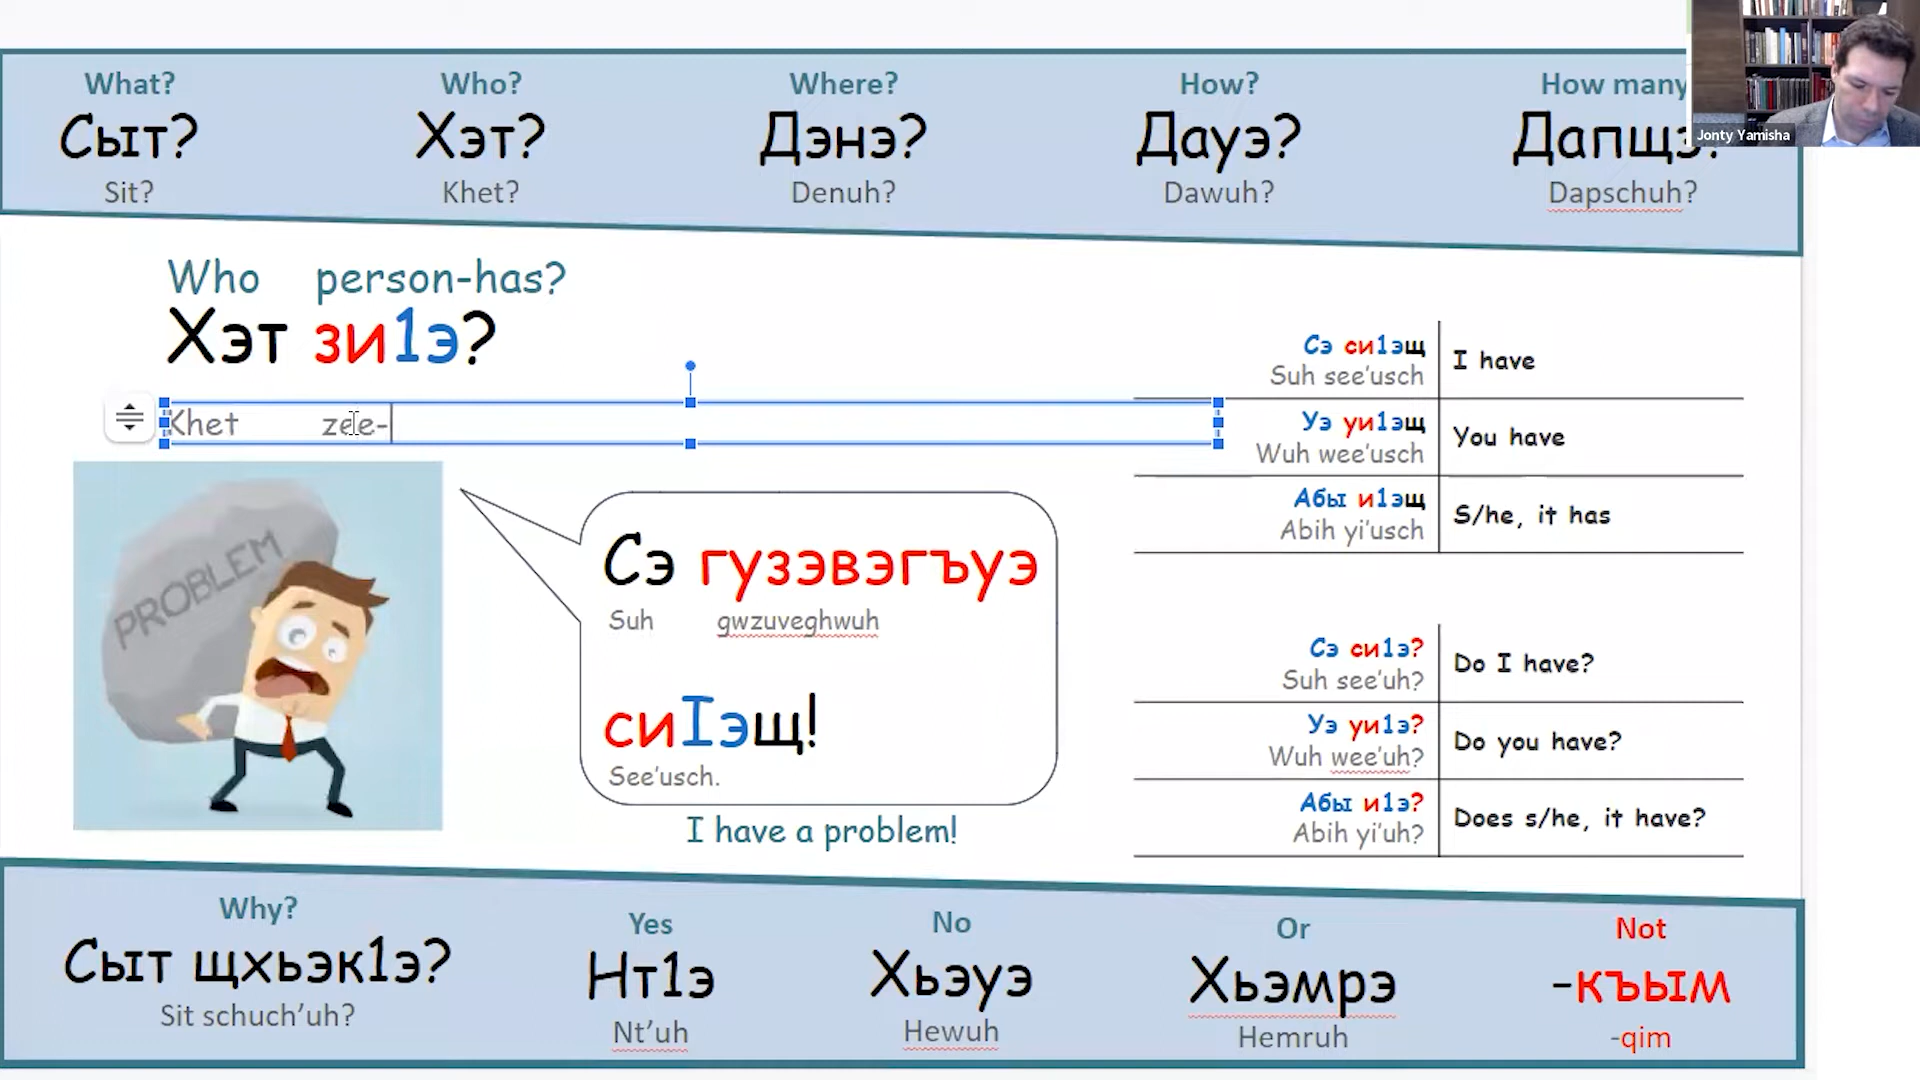 What? Who? Where? How? How many
Сыт? Хэт? Дэнэ? Дауэ? Дапщэ?
Sit? Khet? Denuh? Dawuh? Dapschuh?
Jonty Yamisha
Who person-has?
Хэт зи1э?
Khet zee-
PROBLEM
Сэ гузэвэгъуэ
Suh gwzuveghwuh
сиIэщ!
See'usch.
I have a problem!
Сэ си1эщ I have
Suh see'usch
Уэ уи1эщ You have
Wuh wee'usch
Абы и1эщ S/he, it has
Abih yi'usch
Сэ си1э? Do I have?
Suh see'uh?
Уэ уи1э? Do you have?
Wuh wee'uh?
Абы и1э? Does s/he, it have?
Abih yi'uh?
Why? Yes No Or Not
Сыт щхьэк1э? Нт1э Хьэуэ Хьэмрэ -къым
Sit schuch'uh? Nt'uh Hewuh Hemruh -qim